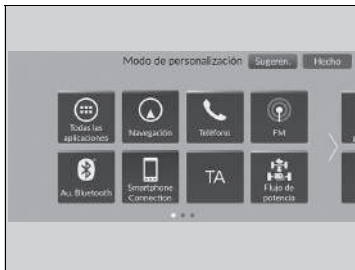 Modo de personalización
Sugeren.
Hecho
Todas las
aplicaciones
Navegación
Teléfono
FM
Au. Bluetooth
Smartphone
Connection
TA
Flujo de
potencia